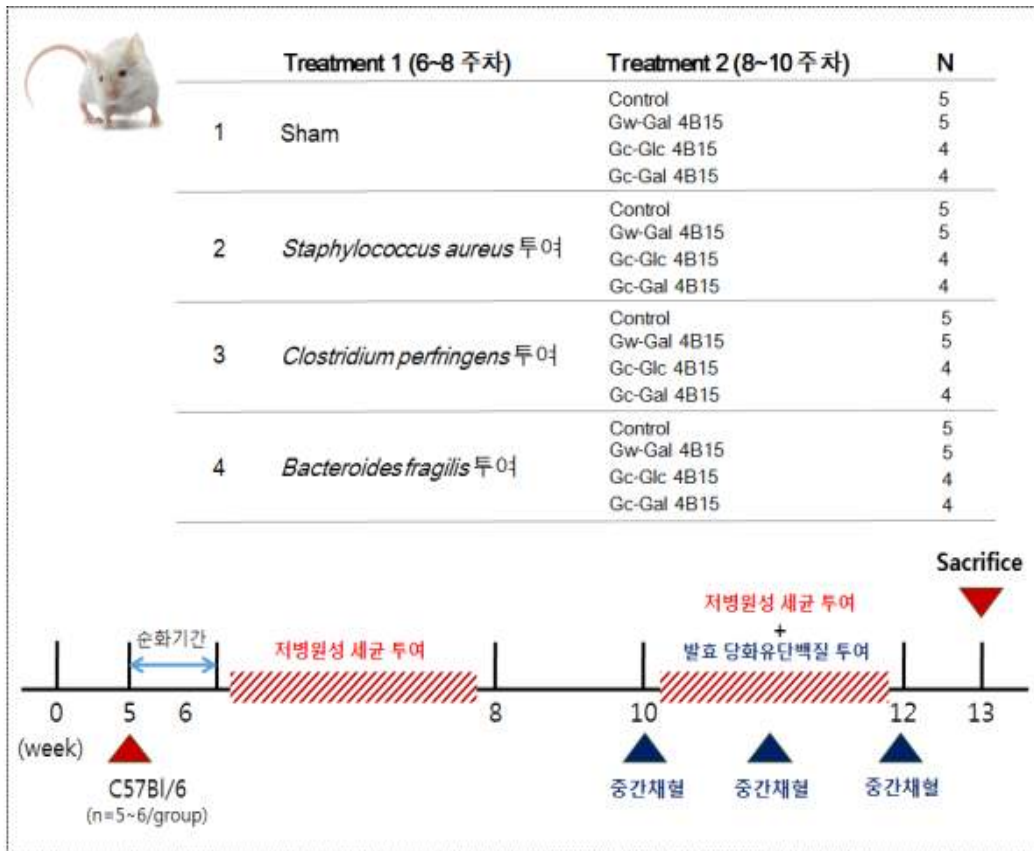 Treatment 1 (6~8 주차) Treatment 2 (8~10 주차) N
1 Sham
Control 5
Gw-Gal 4B15 5
Gc-Glc 4B15 4
Gc-Gal 4B15 4
2 Staphylococcus aureus 투여
Control 5
Gw-Gal 4B15 5
Gc-Glc 4B15 4
Gc-Gal 4B15 4
3 Clostridium perfringens 투여
Control 5
Gw-Gal 4B15 5
Gc-Glc 4B15 4
Gc-Gal 4B15 4
4 Bacteroides fragilis 투여
Control 5
Gw-Gal 4B15 5
Gc-Glc 4B15 4
Gc-Gal 4B15 4
Sacrifice
순화기간
저병원성 세균 투여
저병원성 세균 투여
+
발효 당화유단백질 투여
0 5 6 8 10 12 13
(week)
C57Bl/6
(n=5~6/group)
중간채혈 중간채혈 중간채혈